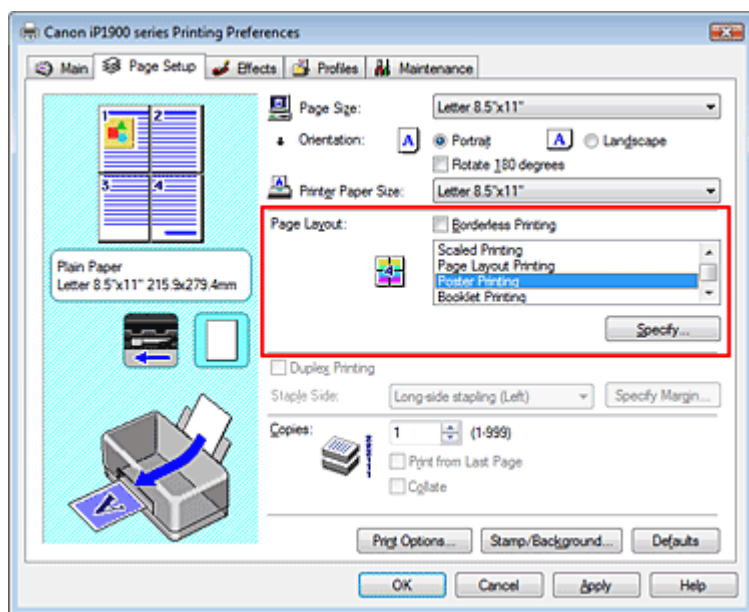 Canon iP1900 series Printing Preferences
Main Page Setup Effects Profiles Maintenance
1 2
3 4
Plain Paper
Letter 8.5"x11" 215.9x279.4mm
Page Size: Letter 8.5"x11"
Orientation: A Portrait A Landscape
Rotate 180 degrees
Printer Paper Size: Letter 8.5"x11"
Page Layout: Borderless Printing
Scaled Printing
Page Layout Printing
Poster Printing
Booklet Printing
Specify...
Duplex Printing
Staple Side: Long-side stapling (Left) Specify Margin...
Copies: 1 (1-999)
Print from Last Page
Collate
Print Options... Stamp/Background... Defaults
OK Cancel Apply Help